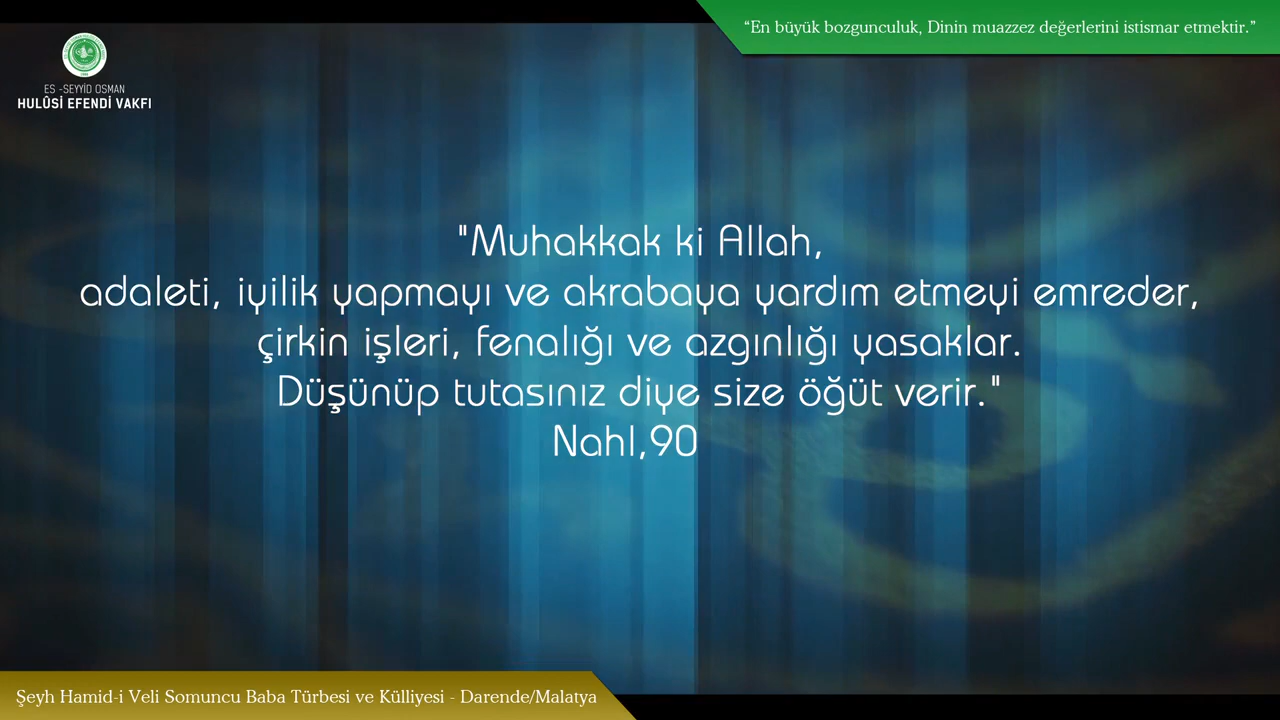 “En büyük bozgunculuk, Dinin muazzez değerlerini istismar etmektir.”
ES -SEYYİD OSMAN
HULÛSİ EFENDİ VAKFI
"Muhakkak ki Allah,
adaleti, iyilik yapmayı ve akrabaya yardım etmeyi emreder,
çirkin işleri, fenalığı ve azgınlığı yasaklar.
Düşünüp tutasınız diye size öğüt verir."
Nahl,90
Şeyh Hamid-i Veli Somuncu Baba Türbesi ve Külliyesi - Darende/Malatya